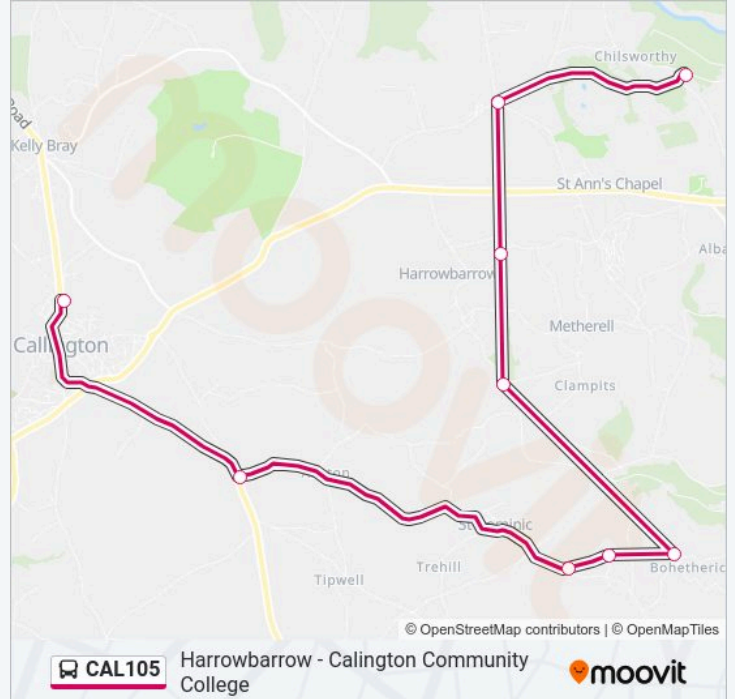 Chilsworthy
Road
Kelly Bray
St Ann's Chapel
Harrowbarrow
Metherell
Callington
Clampits
Tipwell
Trehill
Bohetheric
moovit
© OpenStreetMap contributors | © OpenMapTiles
CAL105
Harrowbarrow - Calington Community
College
moovit